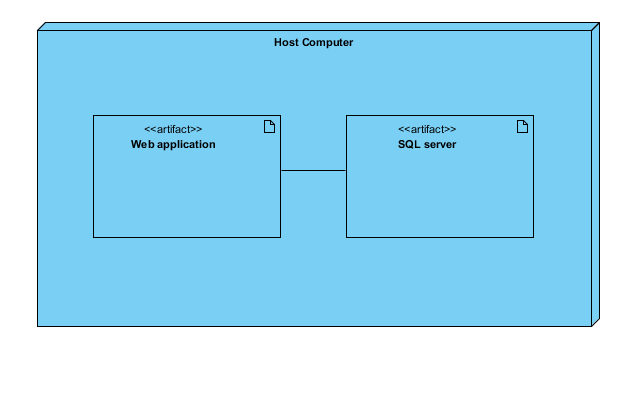 Host Computer
<<artifact>>
Web application
<<artifact>>
SQL server